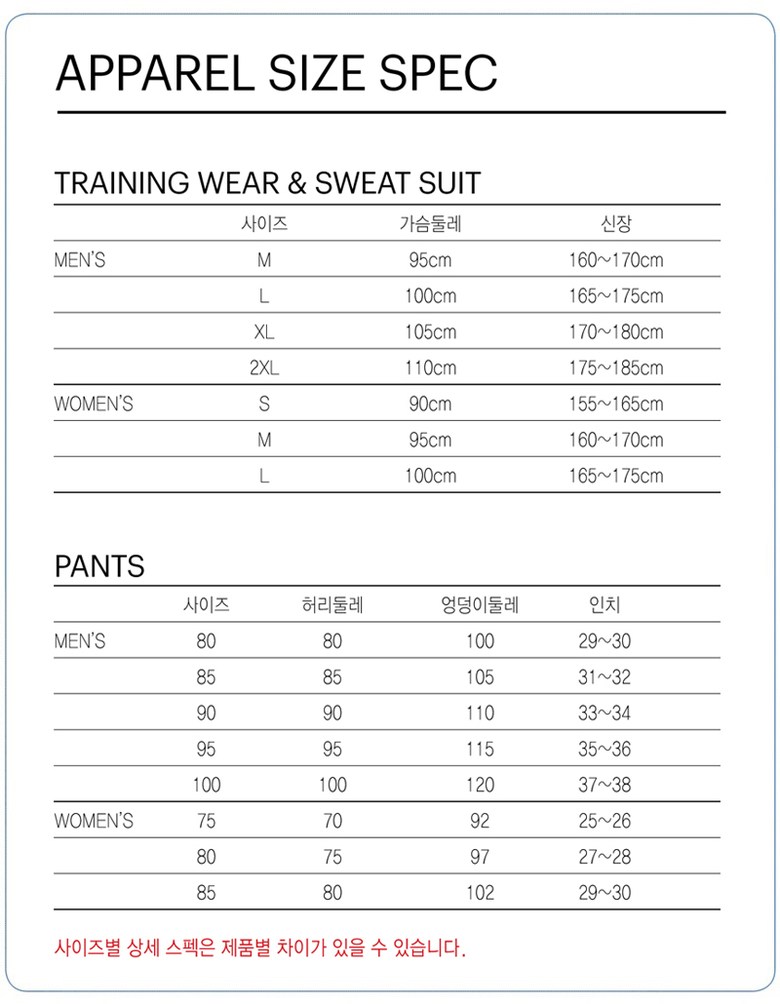 APPAREL SIZE SPEC
TRAINING WEAR & SWEAT SUIT
사이즈 가슴둘레 신장
MEN'S M 95cm 160~170cm
L 100cm 165~175cm
XL 105cm 170~180cm
2XL 110cm 175~185cm
WOMEN'S S 90cm 155~165cm
M 95cm 160~170cm
L 100cm 165~175cm
PANTS
사이즈 허리둘레 엉덩이둘레 인치
MEN'S 80 80 100 29~30
85 85 105 31~32
90 90 110 33~34
95 95 115 35~36
100 100 120 37~38
WOMEN'S 75 70 92 25~26
80 75 97 27~28
85 80 102 29~30
사이즈별 상세 스펙은 제품별 차이가 있을 수 있습니다.